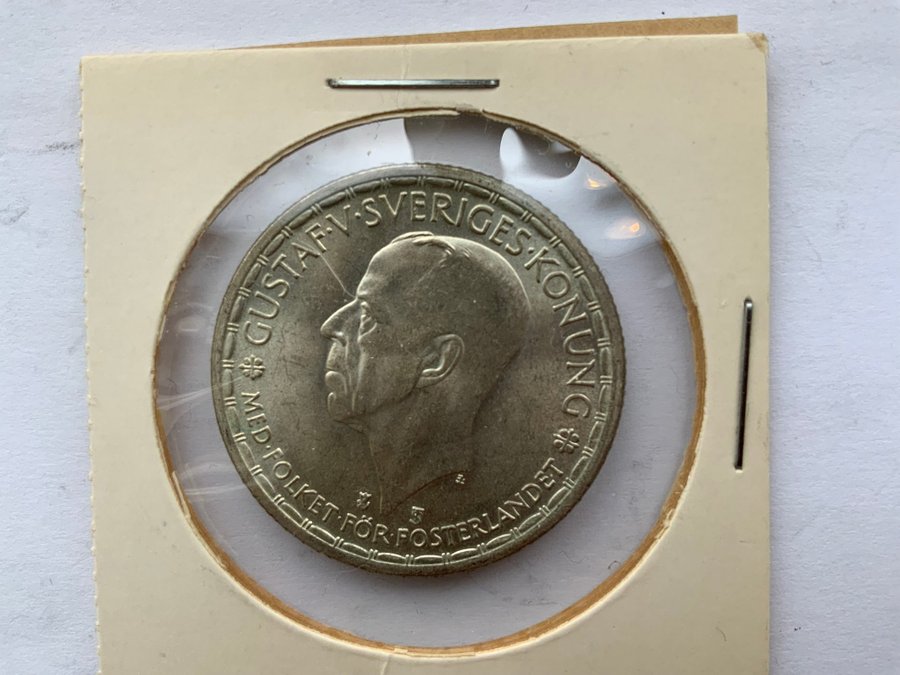 GUSTAF·V·SVERIGES·KONUNG
MED·FOLKET·FÖR·FOSTERLANDET